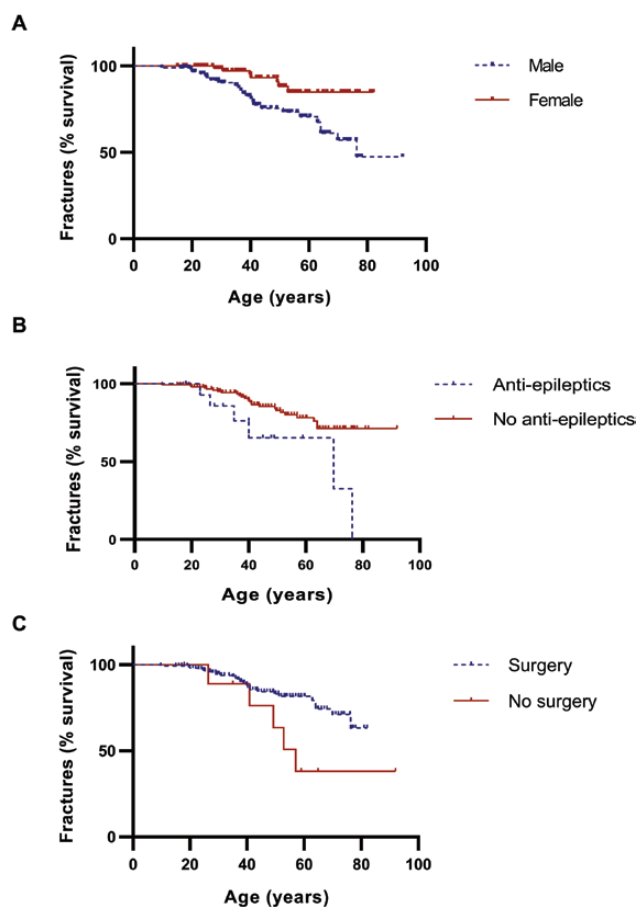 A
Fractures (% survival)
100
50
0
0 20 40 60 80 100
Age (years)
Male
Female
B
Fractures (% survival)
100
50
0
0 20 40 60 80 100
Age (years)
Anti-epileptics
No anti-epileptics
C
Fractures (% survival)
100
50
0
0 20 40 60 80 100
Age (years)
Surgery
No surgery